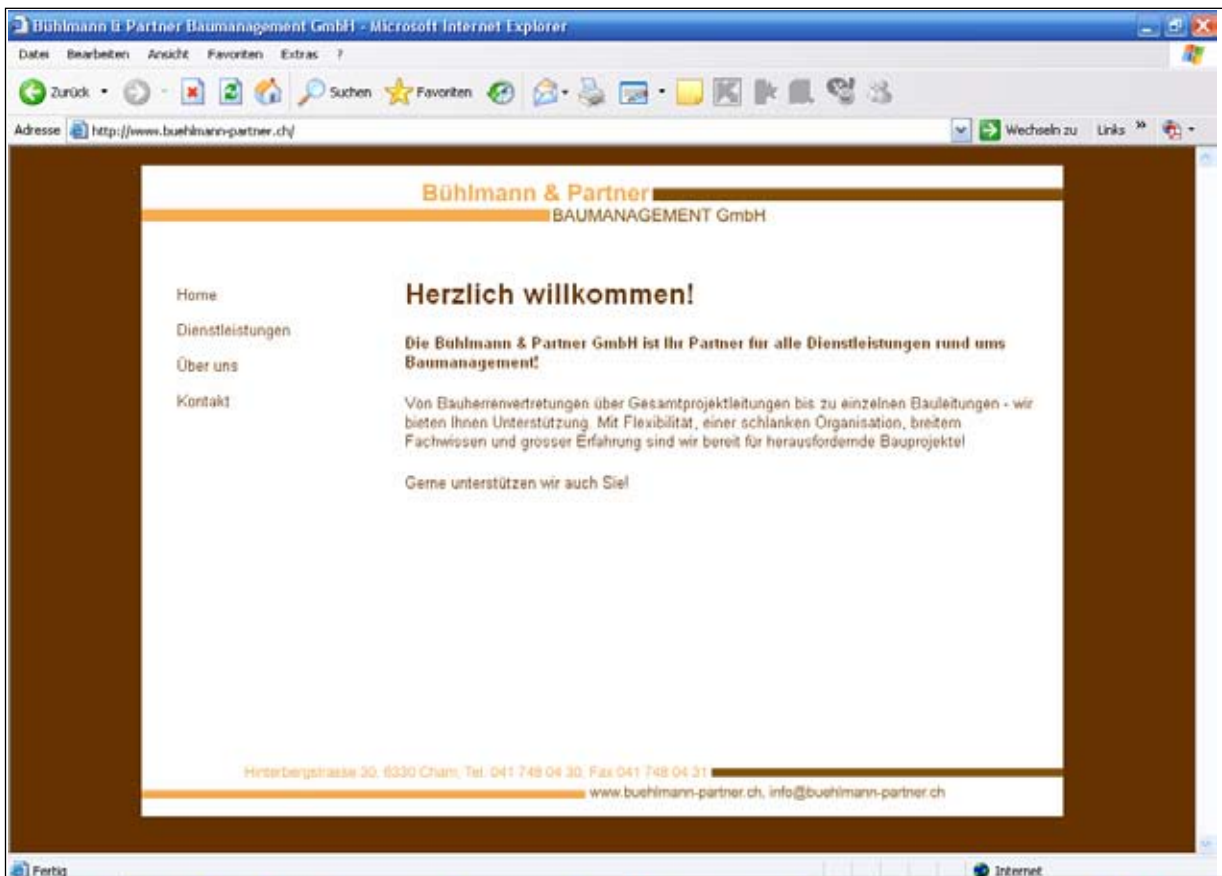 Bühlmann & Partner Baumanagement GmbH - Microsoft Internet Explorer
Datei Bearbeiten Ansicht Favoriten Extras ?
Zurück Suchen Favoriten
Adresse http://www.buehlmann-partner.ch/ Wechseln zu Links »
Bühlmann & Partner
BAUMANAGEMENT GmbH
Home
Dienstleistungen
Über uns
Kontakt
Herzlich willkommen!
Die Bühlmann & Partner GmbH ist Ihr Partner für alle Dienstleistungen rund ums
Baumanagement!
Von Bauherrenvertretungen über Gesamtprojektleitungen bis zu einzelnen Bauleitungen - wir
bieten Ihnen Unterstützung. Mit Flexibilität, einer schlanken Organisation, breitem
Fachwissen und grosser Erfahrung sind wir bereit für herausfordernde Bauprojekte!
Gerne unterstützen wir auch Sie!
Hinterbergstrasse 30, 6330 Cham, Tel. 041 748 04 30, Fax 041 748 04 31
www.buehlmann-partner.ch, info@buehlmann-partner.ch
Fertig Internet